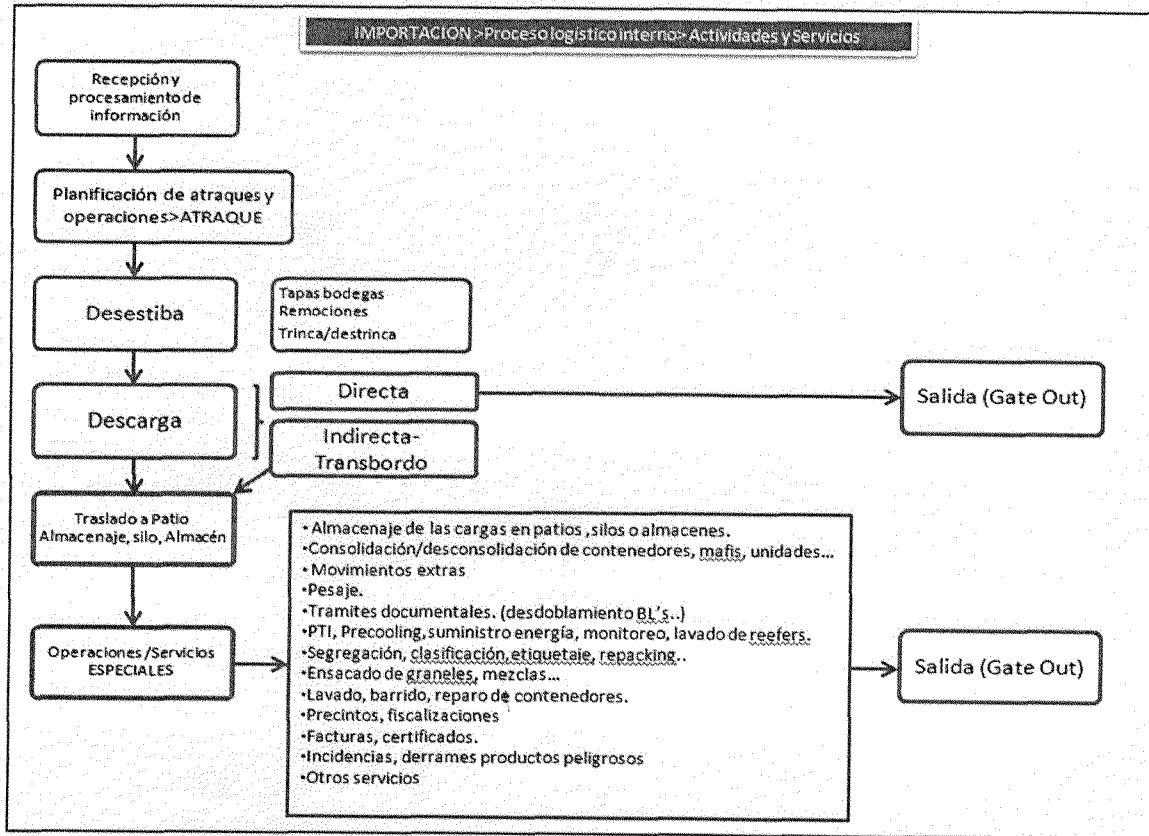 IMPORTACION >Proceso logístico interno> Actividades y Servicios
Recepción y
procesamiento de
información
Planificación de atraques y
operaciones>ATRAQUE
Desestiba
Tapas bodegas
Remociones
Trinca/destrinca
Descarga
Directa
Salida (Gate Out)
Indirecta-
Transbordo
Traslado a Patio
Almacenaje, silo, Almacén
Operaciones /Servicios
ESPECIALES
•Almacenaje de las cargas en patios ,silos o almacenes.
•Consolidación/desconsolidación de contenedores, mafis, unidades...
•Movimientos extras
•Pesaje.
•Tramites documentales. (desdoblamiento BL's..)
•PTI, Precooling, suministro energía, monitoreo, lavado de reefers.
•Segregación, clasificación, etiquetaje, repacking..
•Ensacado de graneles, mezclas...
•Lavado, barrido, reparo de contenedores.
•Precintos, fiscalizaciones
•Facturas, certificados.
•Incidencias, derrames productos peligrosos
•Otros servicios
Salida (Gate Out)